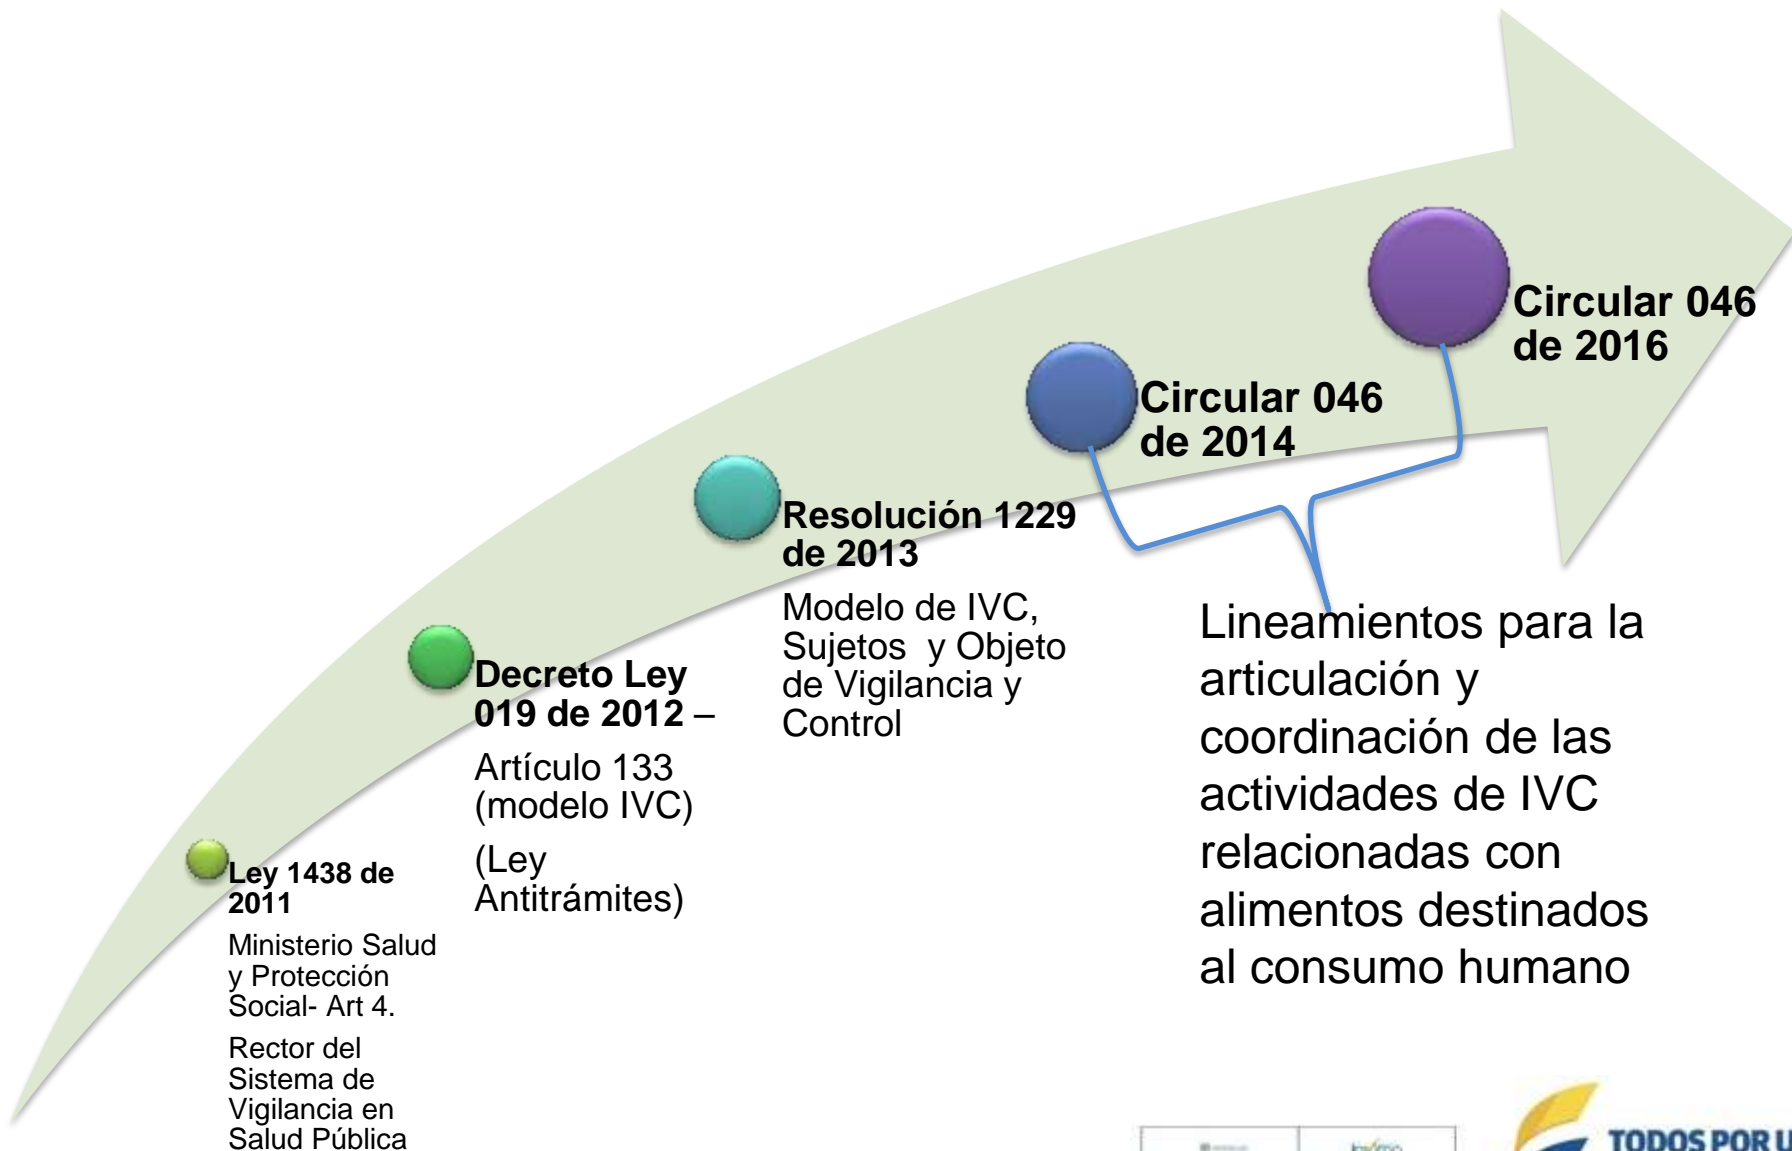 Ley 1438 de
2011
Ministerio Salud
y Protección
Social- Art 4.
Rector del
Sistema de
Vigilancia en
Salud Pública
Decreto Ley
019 de 2012 –
Artículo 133
(modelo IVC)
(Ley
Antitrámites)
Resolución 1229
de 2013
Modelo de IVC,
Sujetos y Objeto
de Vigilancia y
Control
Circular 046
de 2014
Circular 046
de 2016
Lineamientos para la
articulación y
coordinación de las
actividades de IVC
relacionadas con
alimentos destinados
al consumo humano
TODOS POR U